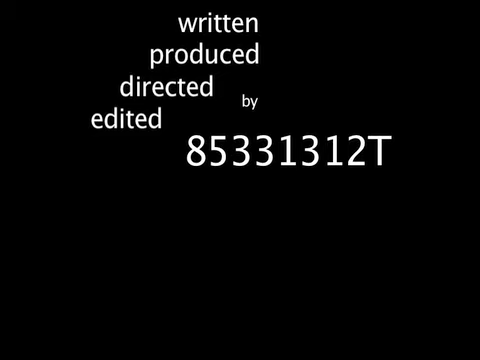 written
produced
directed
edited
by
85331312T